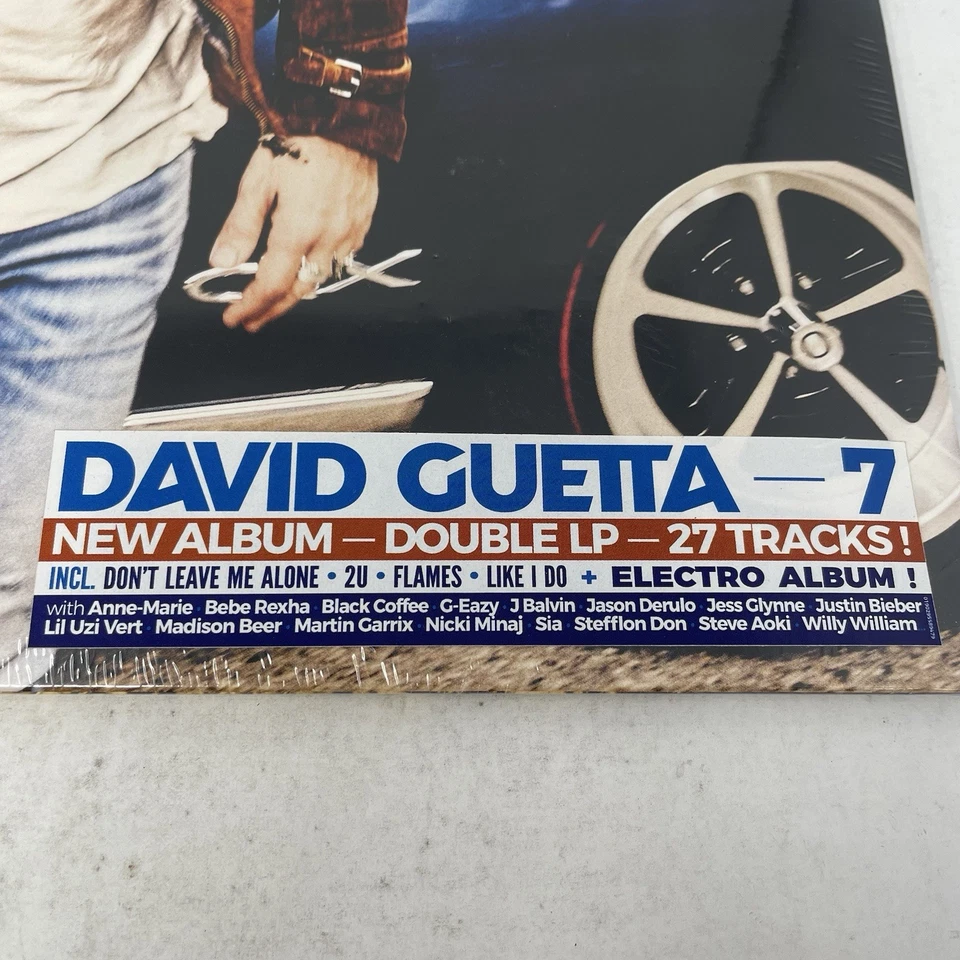 DAVID GUETTA — 7
NEW ALBUM — DOUBLE LP — 27 TRACKS !
INCL. DON'T LEAVE ME ALONE • 2U • FLAMES • LIKE I DO + ELECTRO ALBUM !
with Anne-Marie • Bebe Rexha • Black Coffee • G-Eazy • J Balvin • Jason Derulo • Jess Glynne • Justin Bieber
Lil Uzi Vert • Madison Beer • Martin Garrix • Nicki Minaj • Sia • Stefflon Don • Steve Aoki • Willy William